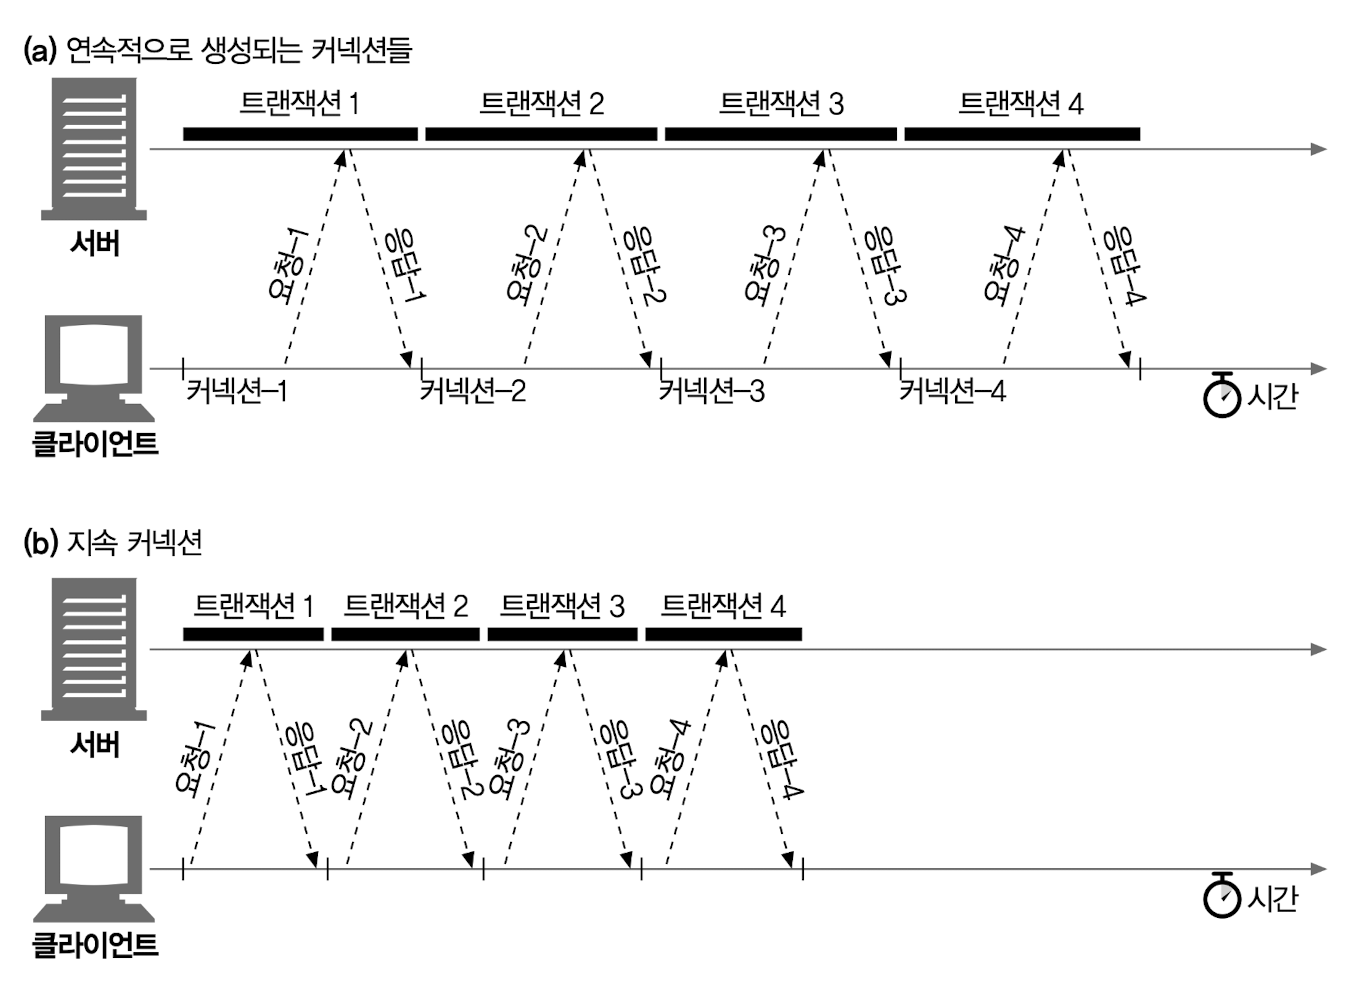 (a) 연속적으로 생성되는 커넥션들
트랜잭션 1 트랜잭션 2 트랜잭션 3 트랜잭션 4
서버
요청–1 응답–1 요청–2 응답–2 요청–3 응답–3 요청–4 응답–4
커넥션–1 커넥션–2 커넥션–3 커넥션–4 시간
클라이언트
(b) 지속 커넥션
트랜잭션 1 트랜잭션 2 트랜잭션 3 트랜잭션 4
서버
요청–1 응답–1 요청–2 응답–2 요청–3 응답–3 요청–4 응답–4
시간
클라이언트